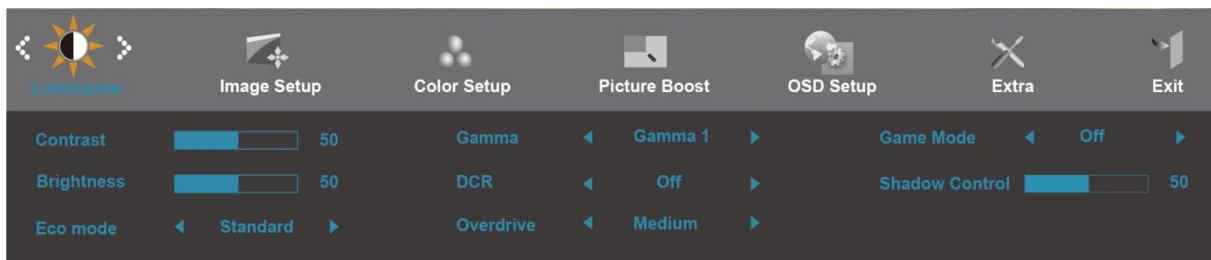 Luminance Image Setup Color Setup Picture Boost OSD Setup Extra Exit
Contrast 50 Gamma Gamma 1 Game Mode Off
Brightness 50 DCR Off Shadow Control 50
Eco mode Standard Overdrive Medium